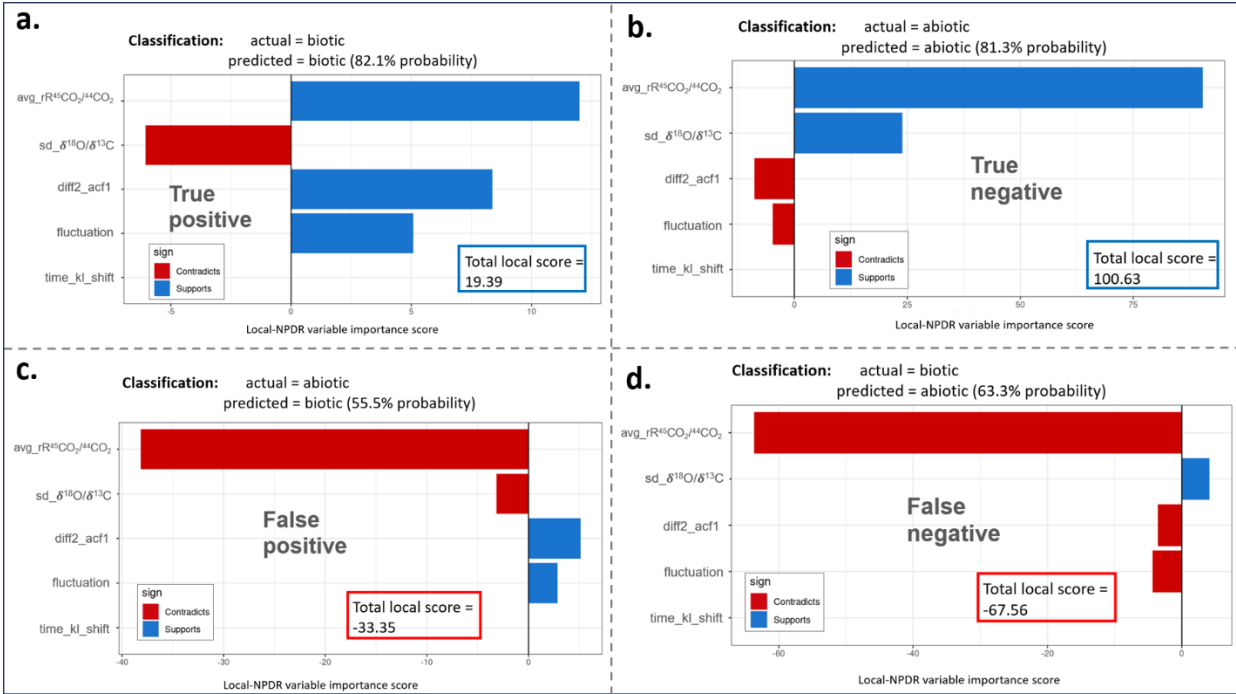 a.
Classification: actual = biotic
predicted = biotic (82.1% probability)
avg_rR⁴⁵CO₂/⁴⁴CO₂
sd_δ¹⁸O/δ¹³C
diff2_acf1
fluctuation
time_kl_shift
True
positive
sign
Contradicts
Supports
Total local score =
19.39
-5 0 5 10
Local-NPDR variable importance score
b.
Classification: actual = abiotic
predicted = abiotic (81.3% probability)
avg_rR⁴⁵CO₂/⁴⁴CO₂
sd_δ¹⁸O/δ¹³C
diff2_acf1
fluctuation
time_kl_shift
True
negative
sign
Contradicts
Supports
Total local score =
100.63
0 25 50 75
Local-NPDR variable importance score
c.
Classification: actual = abiotic
predicted = biotic (55.5% probability)
avg_rR⁴⁵CO₂/⁴⁴CO₂
sd_δ¹⁸O/δ¹³C
diff2_acf1
fluctuation
time_kl_shift
False
positive
sign
Contradicts
Supports
Total local score =
-33.35
-40 -30 -20 -10 0
Local-NPDR variable importance score
d.
Classification: actual = biotic
predicted = abiotic (63.3% probability)
avg_rR⁴⁵CO₂/⁴⁴CO₂
sd_δ¹⁸O/δ¹³C
diff2_acf1
fluctuation
time_kl_shift
False
negative
sign
Contradicts
Supports
Total local score =
-67.56
-60 -40 -20 0
Local-NPDR variable importance score